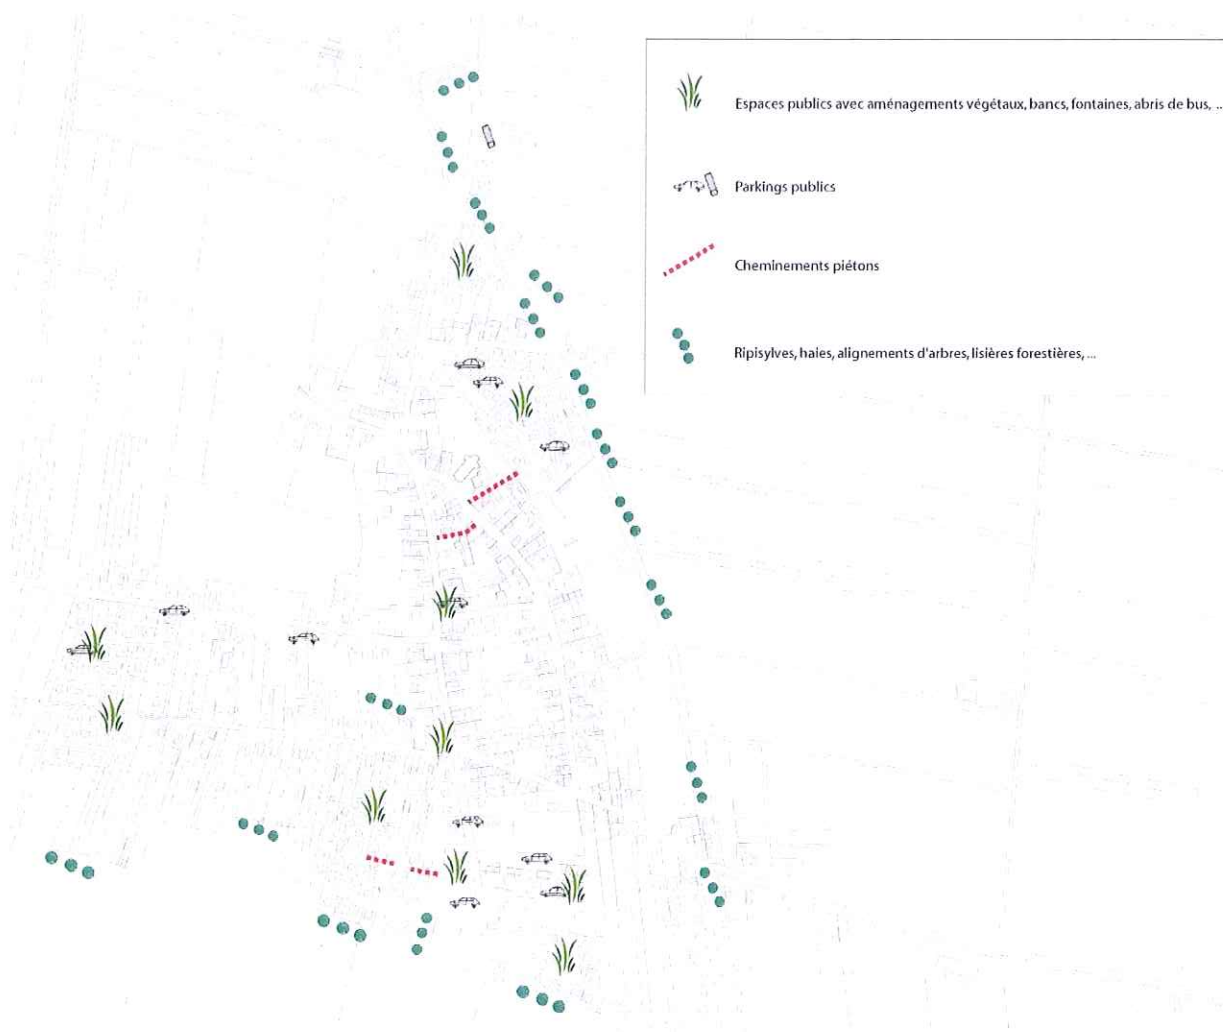 Espaces publics avec aménagements végétaux, bancs, fontaines, abris de bus, ...
Parkings publics
Cheminements piétons
Ripisylves, haies, alignements d'arbres, lisières forestières, ...